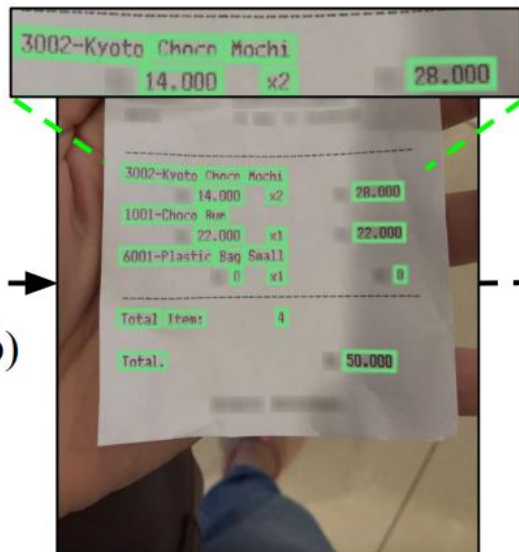 3002-Kyoto Choco Mochi
14.000 x2 28.000
3002-Kyoto Choco Mochi
14.000 x2 28.000
1001-Choco Bun
22.000 x1 22.000
6001-Plastic Bag Small
0 x1 0
Total Item: 4
)
Total. 50.000